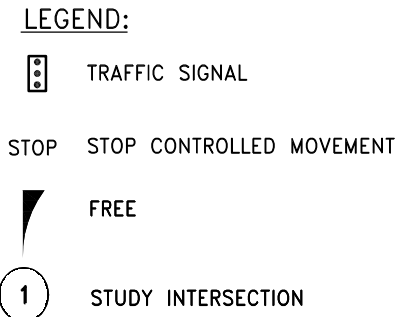 LEGEND:
TRAFFIC SIGNAL
STOP STOP CONTROLLED MOVEMENT
FREE
1 STUDY INTERSECTION